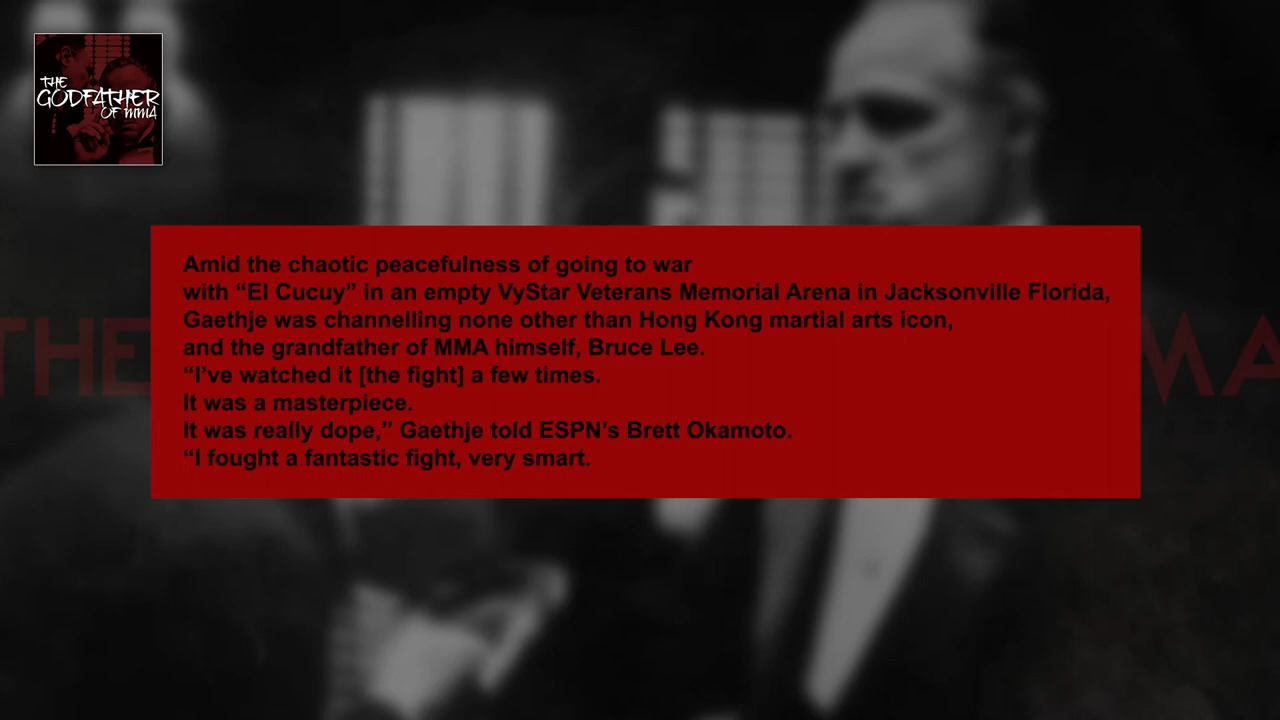 THE
GODFATHER
OF MMA
THE
MA
Amid the chaotic peacefulness of going to war
with “El Cucuy” in an empty VyStar Veterans Memorial Arena in Jacksonville Florida,
Gaethje was channelling none other than Hong Kong martial arts icon,
and the grandfather of MMA himself, Bruce Lee.
“I’ve watched it [the fight] a few times.
It was a masterpiece.
It was really dope,” Gaethje told ESPN’s Brett Okamoto.
“I fought a fantastic fight, very smart.